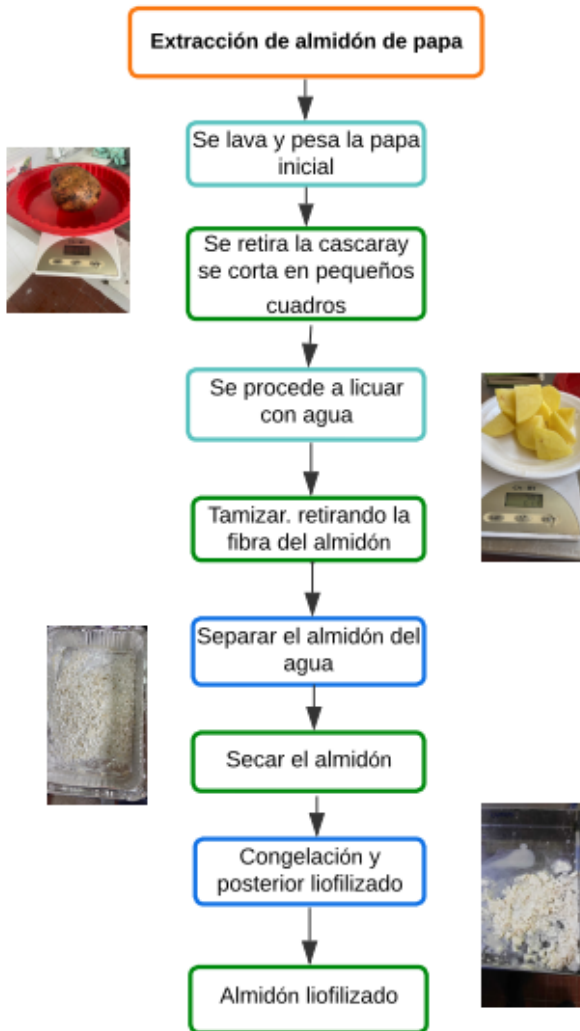 Extracción de almidón de papa
Se lava y pesa la papa
inicial
Se retira la cascaray
se corta en pequeños
cuadros
Se procede a licuar
con agua
Tamizar. retirando la
fibra del almidón
Separar el almidón del
agua
Secar el almidón
Congelación y
posterior liofilizado
Almidón liofilizado